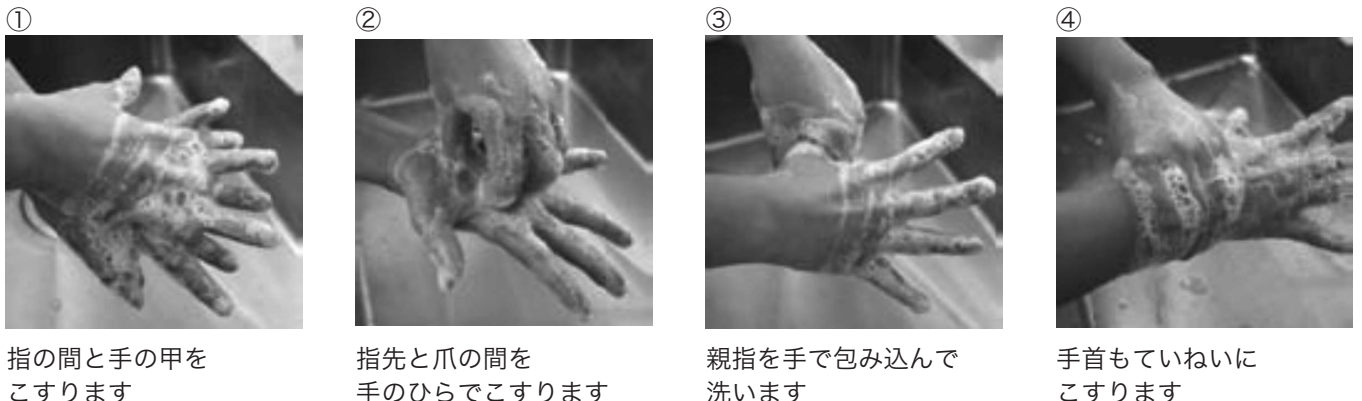 ①
指の間と手の甲を
こすります
②
指先と爪の間を
手のひらでこすります
③
親指を手で包み込んで
洗います
④
手首もていねいに
こすります